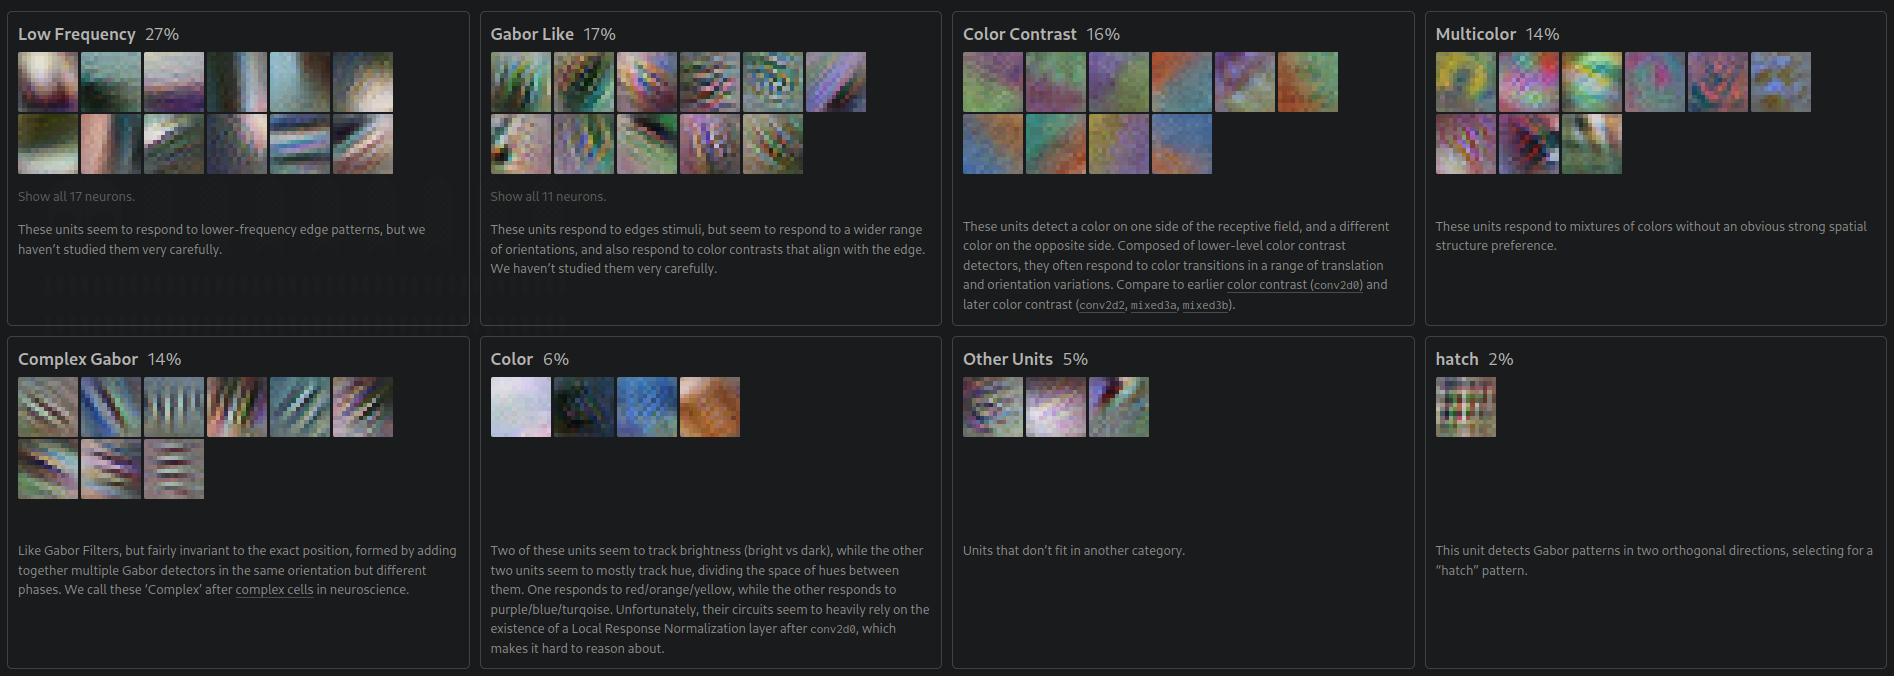 Low Frequency 27%
Show all 17 neurons.
These units seem to respond to lower-frequency edge patterns, but we
haven't studied them very carefully.
Gabor Like 17%
Show all 11 neurons.
These units respond to edges stimuli, but seem to respond to a wider range
of orientations, and also respond to color contrasts that align with the edge.
We haven't studied them very carefully.
Color Contrast 16%
These units detect a color on one side of the receptive field, and a different
color on the opposite side. Composed of lower-level color contrast
detectors, they often respond to color transitions in a range of translation
and orientation variations. Compare to earlier color contrast (conv2d0) and
later color contrast (conv2d2, mixed3a, mixed3b).
Multicolor 14%
These units respond to mixtures of colors without an obvious strong spatial
structure preference.
Complex Gabor 14%
Like Gabor Filters, but fairly invariant to the exact position, formed by adding
together multiple Gabor detectors in the same orientation but different
phases. We call these ‘Complex’ after complex cells in neuroscience.
Color 6%
Two of these units seem to track brightness (bright vs dark), while the other
two units seem to mostly track hue, dividing the space of hues between
them. One responds to red/orange/yellow, while the other responds to
purple/blue/turqoise. Unfortunately, their circuits seem to heavily rely on the
existence of a Local Response Normalization layer after conv2d0, which
makes it hard to reason about.
Other Units 5%
Units that don't fit in another category.
hatch 2%
This unit detects Gabor patterns in two orthogonal directions, selecting for a
“hatch” pattern.